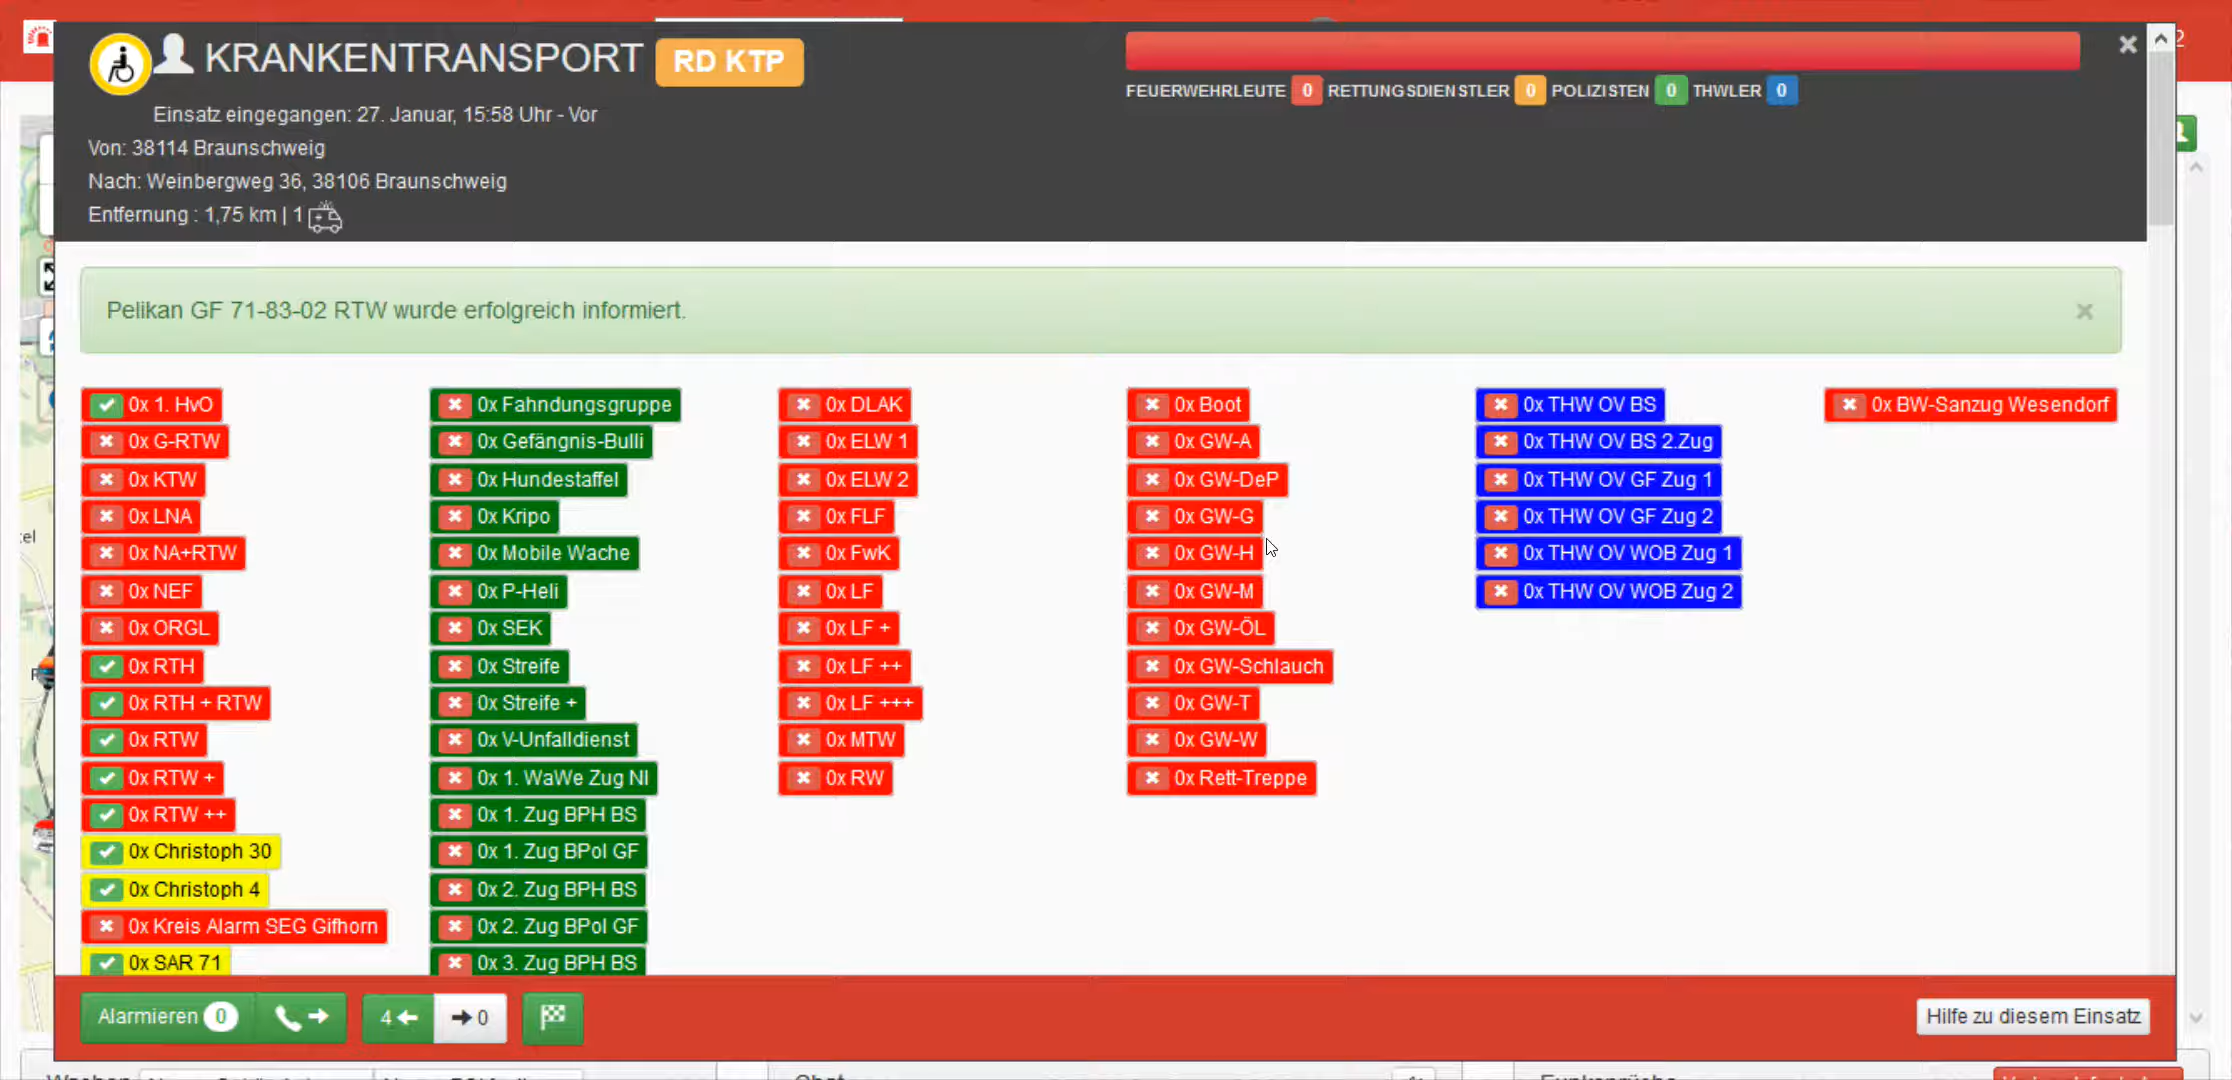 KRANKENTRANSPORT RD KTP
FEUERWEHRLEUTE 0 RETTUNGSDIENSTLER 0 POLIZISTEN 0 THWLER 0
Einsatz eingegangen: 27. Januar, 15:58 Uhr - Vor
Von: 38114 Braunschweig
Nach: Weinbergweg 36, 38106 Braunschweig
Entfernung : 1,75 km | 1
Pelikan GF 71-83-02 RTW wurde erfolgreich informiert.
0x 1. HvO
0x G-RTW
0x KTW
0x LNA
0x NA+RTW
0x NEF
0x ORGL
0x RTH
0x RTH + RTW
0x RTW
0x RTW +
0x RTW ++
0x Christoph 30
0x Christoph 4
0x Kreis Alarm SEG Gifhorn
0x SAR 71
0x Fahndungsgruppe
0x Gefängnis-Bulli
0x Hundestaffel
0x Kripo
0x Mobile Wache
0x P-Heli
0x SEK
0x Streife
0x Streife +
0x V-Unfalldienst
0x 1. WaWe Zug NI
0x 1. Zug BPH BS
0x 1. Zug BPol GF
0x 2. Zug BPH BS
0x 2. Zug BPol GF
0x 3. Zug BPH BS
0x DLAK
0x ELW 1
0x ELW 2
0x FLF
0x FwK
0x LF
0x LF +
0x LF ++
0x LF +++
0x MTW
0x RW
0x Boot
0x GW-A
0x GW-DeP
0x GW-G
0x GW-H
0x GW-M
0x GW-ÖL
0x GW-Schlauch
0x GW-T
0x GW-W
0x Rett-Treppe
0x THW OV BS
0x THW OV BS 2.Zug
0x THW OV GF Zug 1
0x THW OV GF Zug 2
0x THW OV WOB Zug 1
0x THW OV WOB Zug 2
0x BW-Sanzug Wesendorf
Alarmieren 0
4
0
Hilfe zu diesem Einsatz